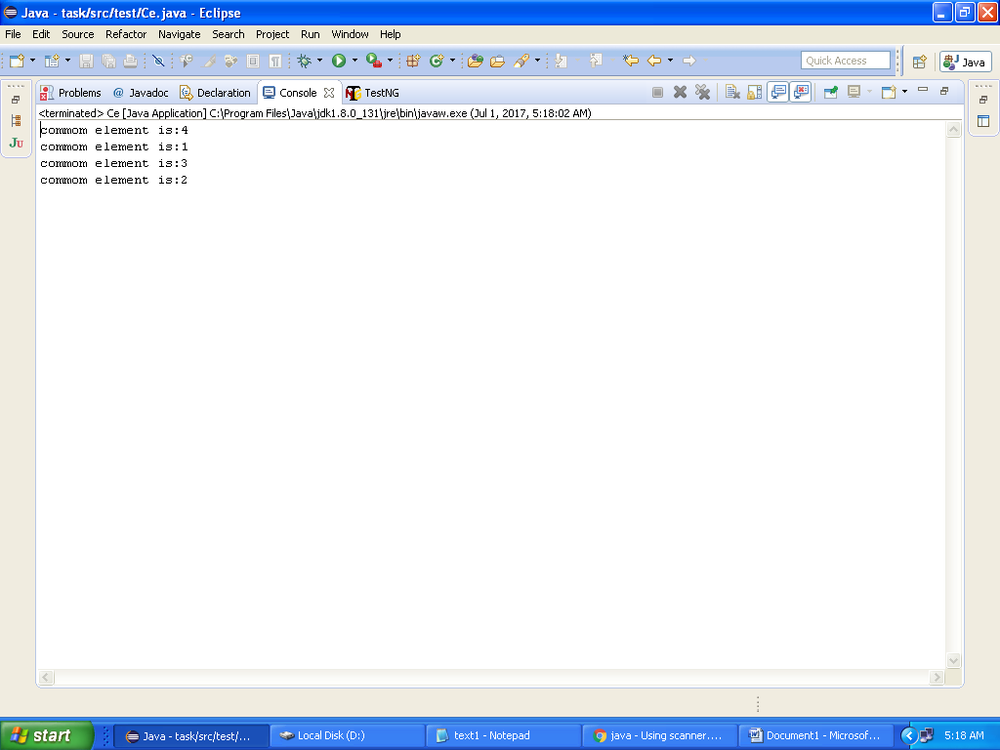 Java - task/src/test/Ce.java - Eclipse
File Edit Source Refactor Navigate Search Project Run Window Help
Quick Access
Java
Problems @ Javadoc Declaration Console TestNG
<terminated> Ce [Java Application] C:\Program Files\Java\jdk1.8.0_131\jre\bin\javaw.exe (Jul 1, 2017, 5:18:02 AM)
commom element is:4
commom element is:1
commom element is:3
commom element is:2
JU
start
Java - task/src/test/...
Local Disk (D:)
text1 - Notepad
java - Using scanner....
Document1 - Microsof...
5:18 AM